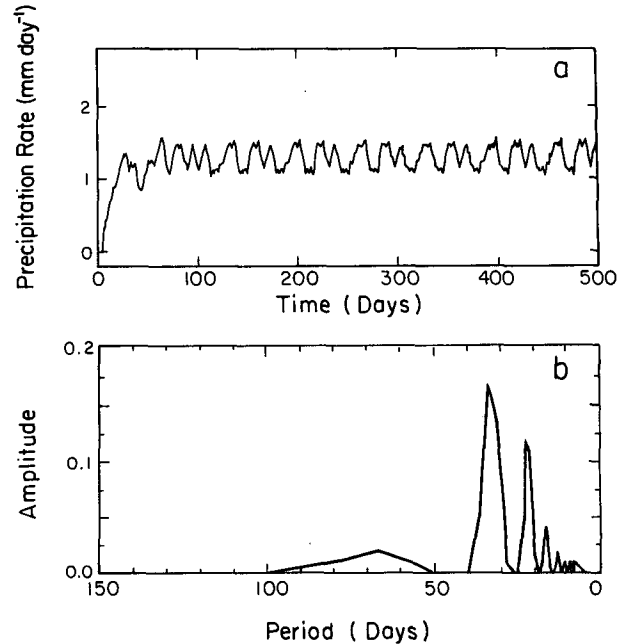 Precipitation Rate (mm day⁻¹)
a
2
1
0
0 100 200 300 400 500
Time (Days)
b
0.2
0.1
0.0
Amplitude
150 100 50 0
Period (Days)